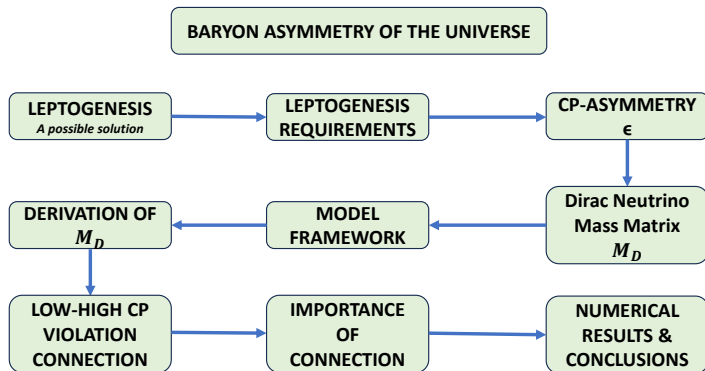 BARYON ASYMMETRY OF THE UNIVERSE
LEPTOGENESIS
A possible solution
LEPTOGENESIS
REQUIREMENTS
CP-ASYMMETRY
ϵ
Dirac Neutrino
Mass Matrix
M_D
MODEL
FRAMEWORK
DERIVATION OF
M_D
LOW-HIGH CP
VIOLATION
CONNECTION
IMPORTANCE
OF
CONNECTION
NUMERICAL
RESULTS &
CONCLUSIONS